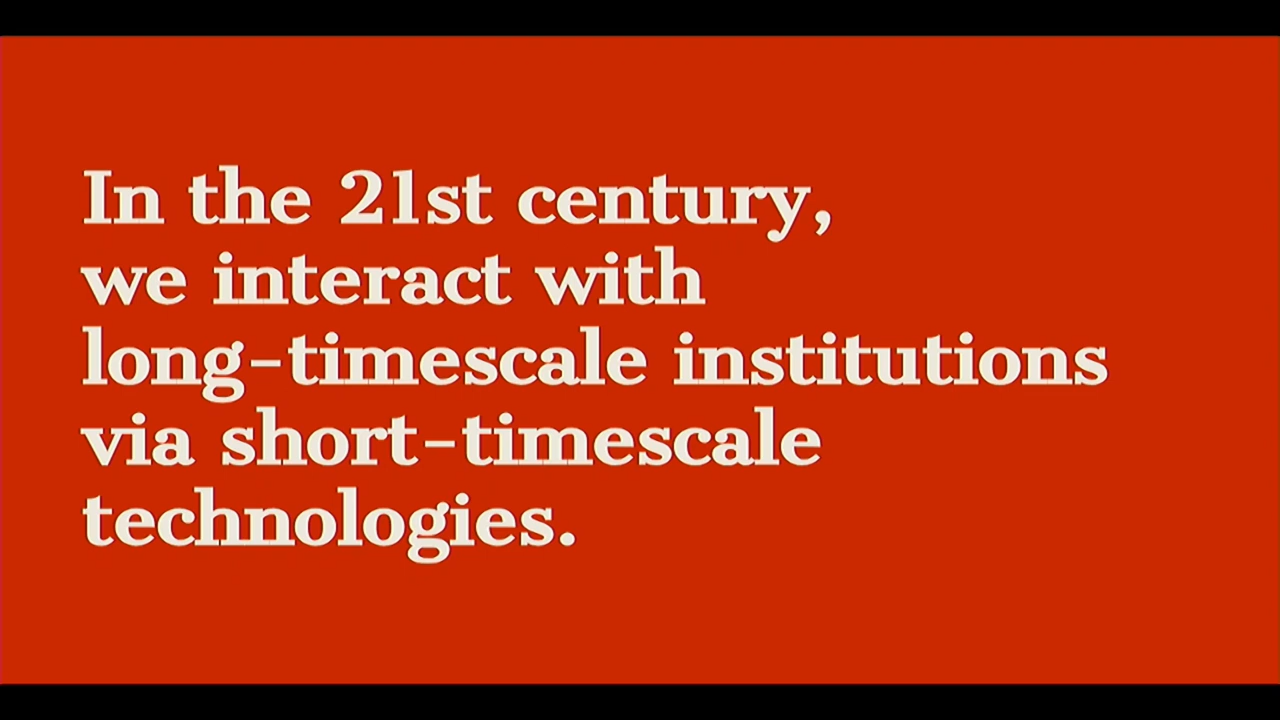 In the 21st century,
we interact with
long-timescale institutions
via short-timescale
technologies.